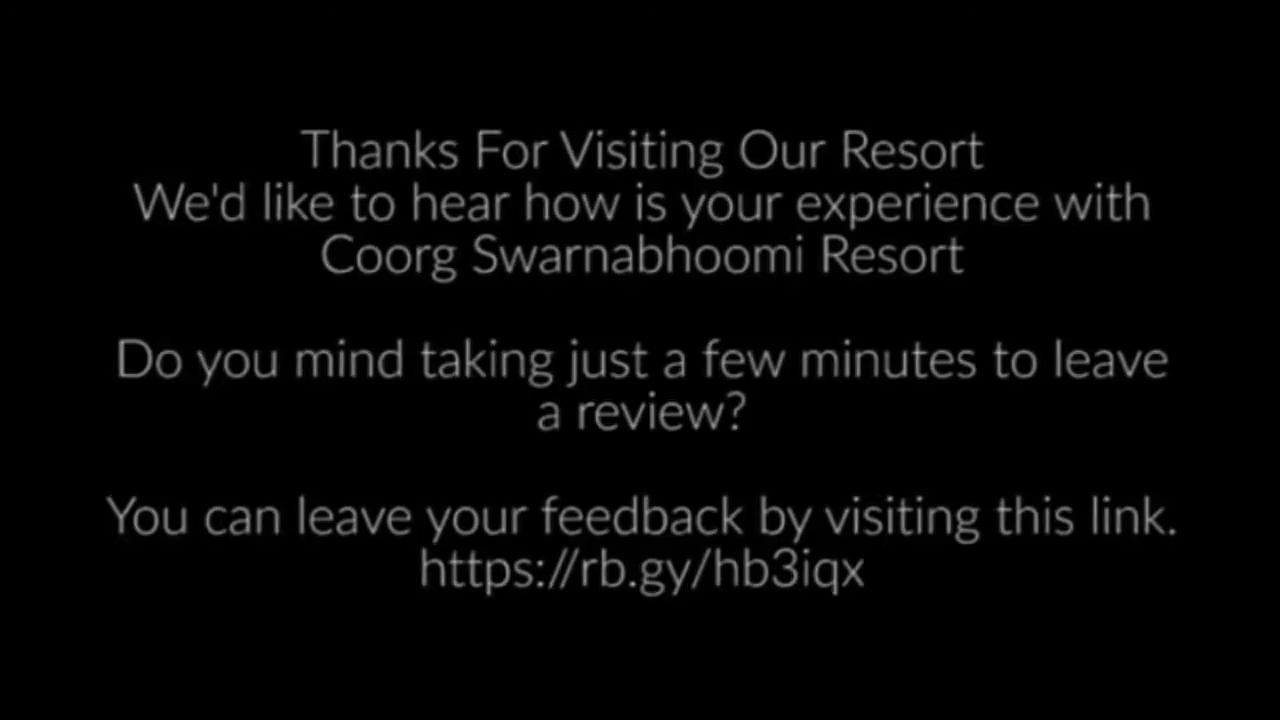 Thanks For Visiting Our Resort
We'd like to hear how is your experience with
Coorg Swarnabhoomi Resort
Do you mind taking just a few minutes to leave
a review?
You can leave your feedback by visiting this link.
https://rb.gy/hb3iqx